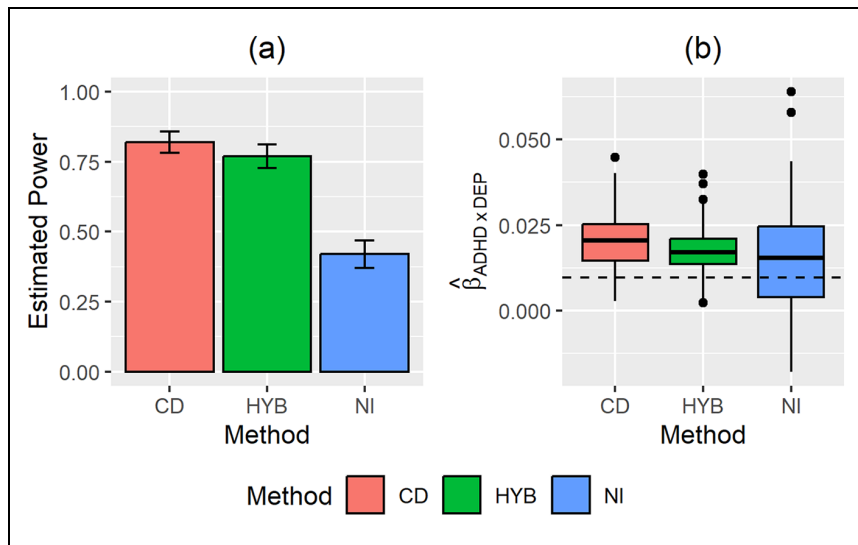 (a)
Estimated Power
1.00
0.75
0.50
0.25
0.00
CD HYB NI
Method
(b)
β̂ADHD x DEP
0.050
0.025
0.000
CD HYB NI
Method
Method CD HYB NI